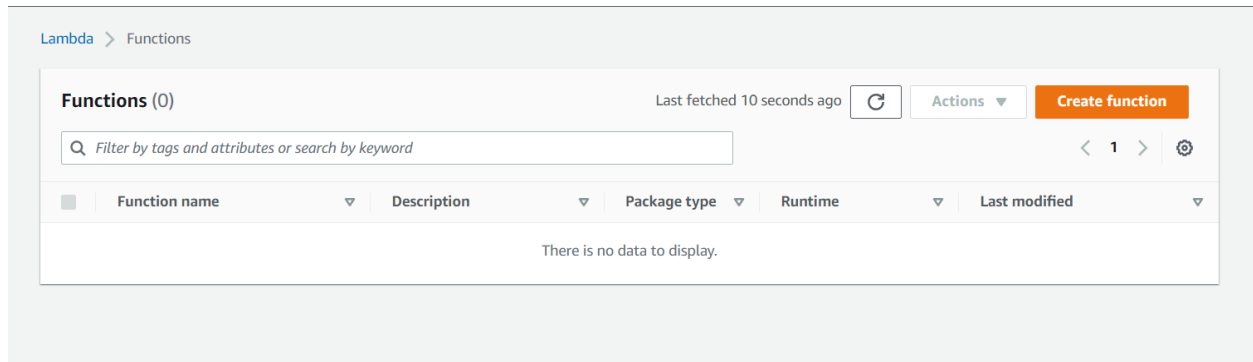 Lambda > Functions
Functions (0) Last fetched 10 seconds ago Actions Create function
Filter by tags and attributes or search by keyword 1
Function name Description Package type Runtime Last modified
There is no data to display.